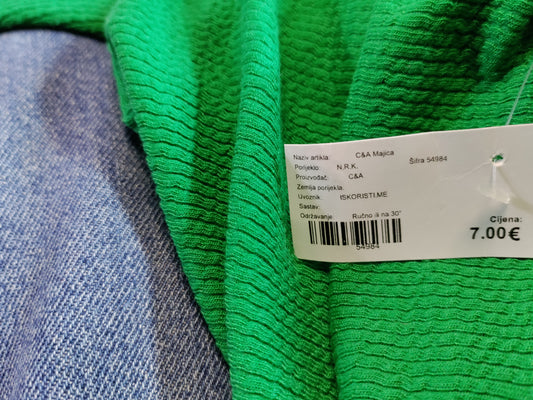 Naziv artikla: C&A Majica Šifra 54984
Porijeklo: N.R.K.
Proizvođač: C&A
Zemlja porijekla:
Uvoznik: ISKORISTI.ME
Sastav:
Održavanje: Ručno ili na 30°
54984
Cijena:
7.00€